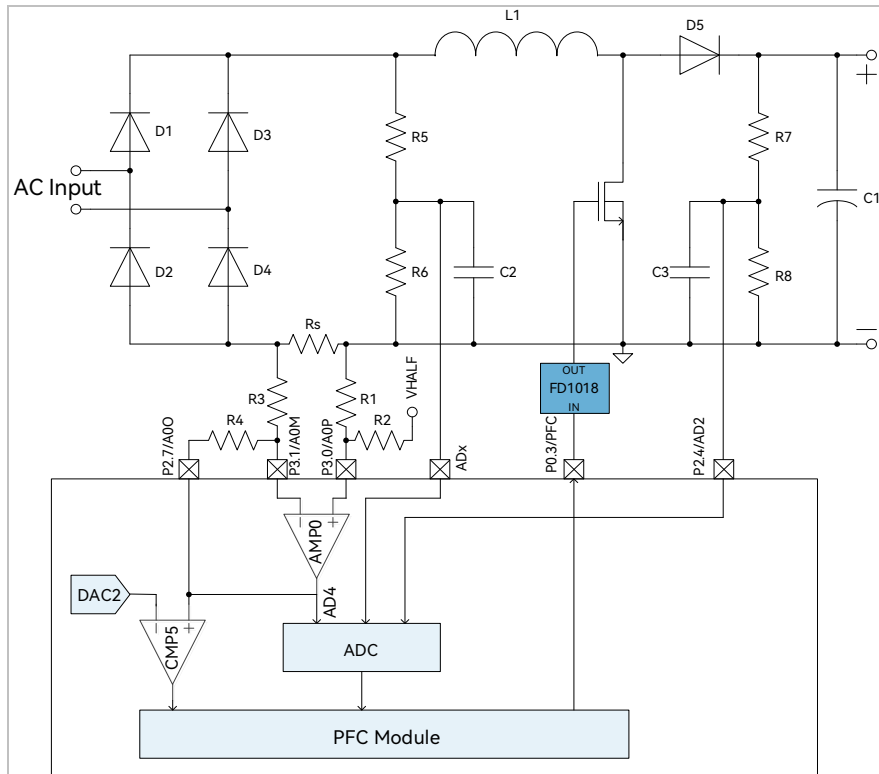 L1
D5
D1
D3
R5
R7
AC Input
C1
D2
D4
R6
C2
C3
R8
Rs
+
−
VHALF
OUT
FD1018
IN
R3
R1
R4
R2
P2.7/A0O
P3.1/A0M
P3.0/A0P
ADx
P0.3/PFC
P2.4/AD2
− +
AMP0
DAC2
− +
CMP5
AD4
ADC
PFC Module